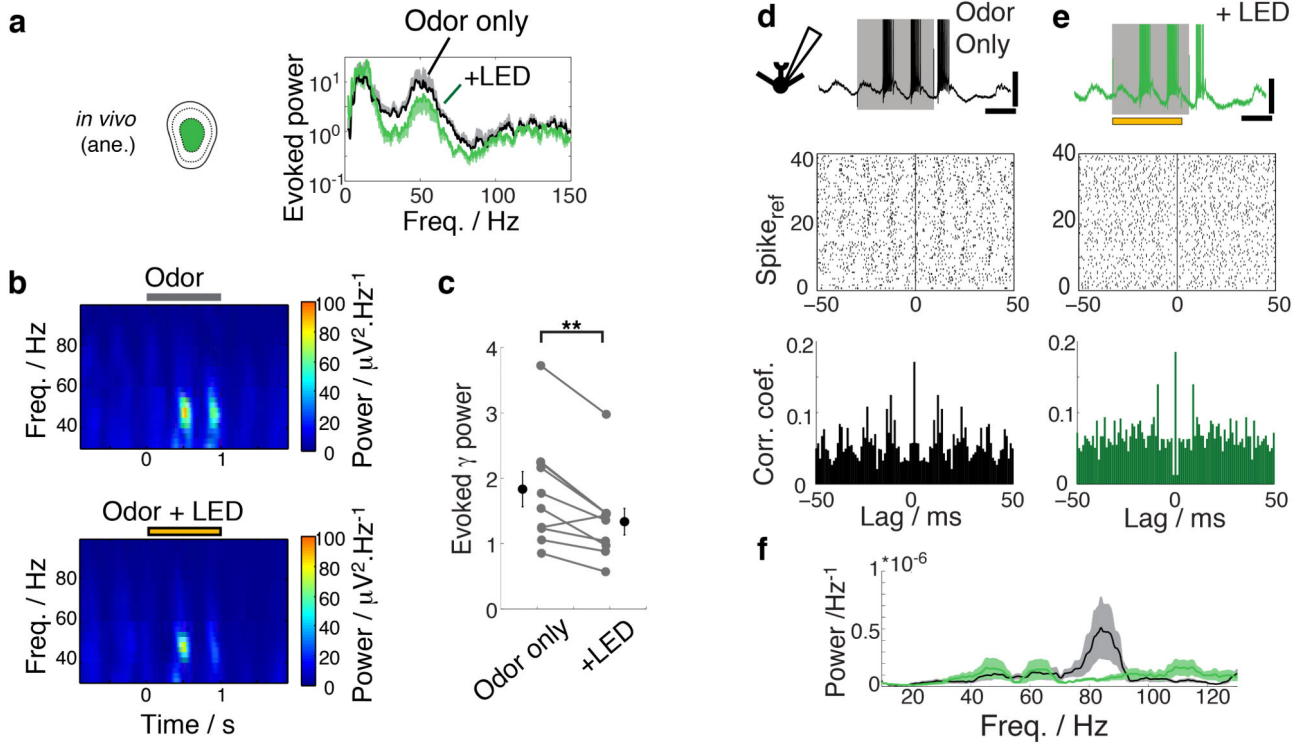 a
Odor only
+LED
in vivo
(ane.)
Evoked power
10¹
10⁰
10⁻¹
0 50 100 150
Freq. / Hz
b
Odor
Freq. / Hz
80
60
40
0 1
100
80
60
40
20
0
Power / μV².Hz⁻¹
Odor + LED
Freq. / Hz
80
60
40
0 1
Time / s
100
80
60
40
20
0
Power / μV².Hz⁻¹
c
**
Evoked γ power
4
3
2
1
0
Odor only
+LED
d
Odor
Only
Spike_ref
40
20
0
−50 0 50
Corr. coef.
0.2
0.1
0
−50 0 50
Lag / ms
e
+ LED
40
20
0
−50 0 50
0.2
0.1
0
−50 0 50
Lag / ms
f
1*10⁻⁶
Power /Hz⁻¹
0.5
0
20 40 60 80 100 120
Freq. / Hz